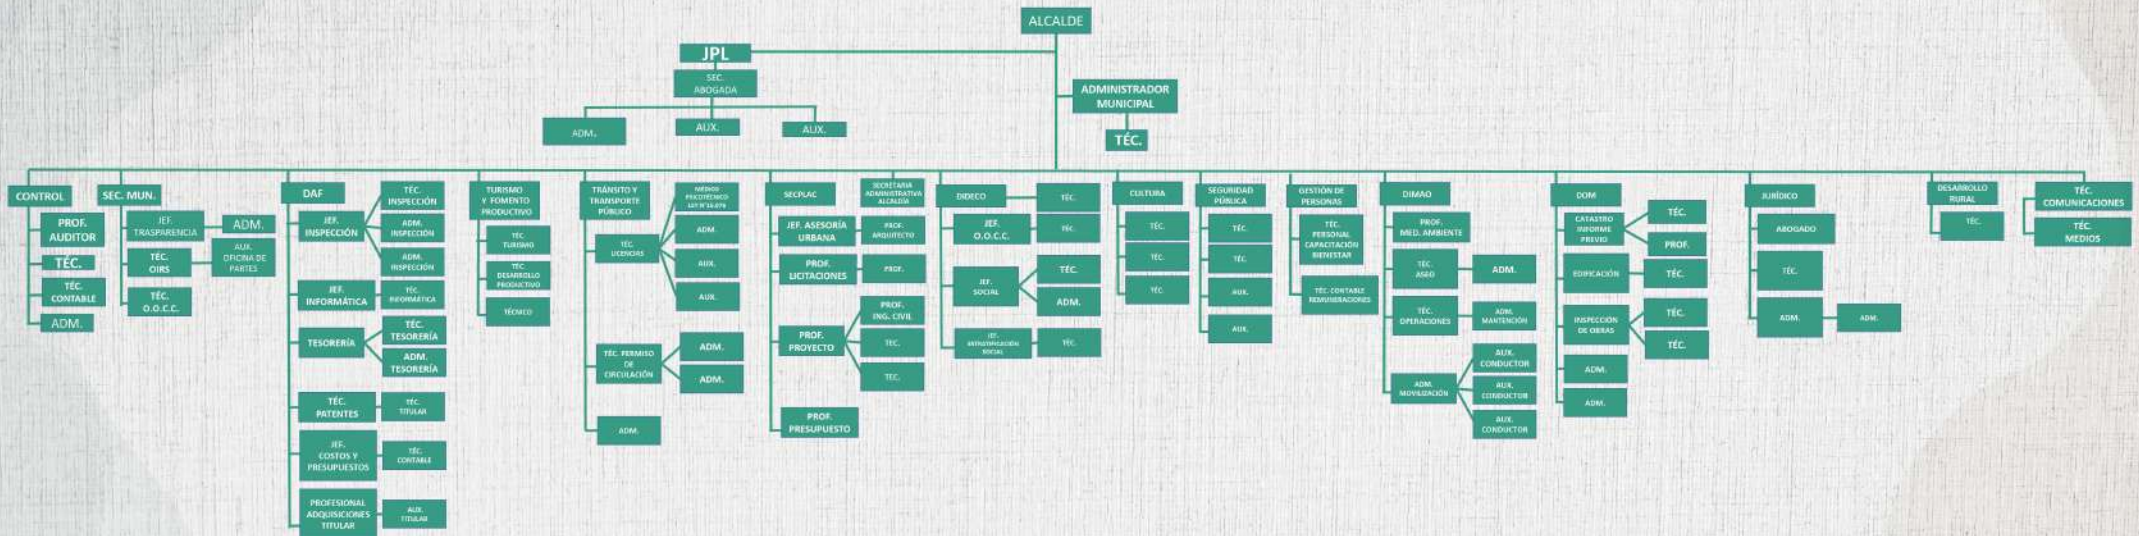 ALCALDE
JPL
SEC.
ABOGADA
ADM.
AUX.
AUX.
ADMINISTRADOR
MUNICIPAL
TÉC.
CONTROL
PROF.
AUDITOR
TÉC.
TÉC.
CONTABLE
ADM.
SEC. MUN.
JEF.
TRASPARENCIA
ADM.
TÉC.
OIRS
AUX.
OFICINA DE
PARTES
TÉC.
O.O.C.C.
DAF
JEF.
INSPECCIÓN
TÉC.
INSPECCIÓN
ADM.
INSPECCIÓN
ADM.
INSPECCIÓN
JEF.
INFORMÁTICA
TÉC.
INFORMÁTICA
TESORERÍA
TÉC.
TESORERÍA
ADM.
TESORERÍA
TÉC.
PATENTES
TÉC.
TITULAR
JEF.
COSTOS Y
PRESUPUESTOS
TÉC.
CONTABLE
PROFESIONAL
ADQUISICIONES
TITULAR
AUX.
TITULAR
TURISMO
Y FOMENTO
PRODUCTIVO
TÉC.
TURISMO
TÉC.
DESARROLLO
PRODUCTIVO
TÉCNICO
TRÁNSITO Y
TRANSPORTE
PÚBLICO
TÉC.
LICENCIAS
MÉDICO
PSICOTÉCNICO
ADM.
AUX.
AUX.
TÉC. PERMISO
DE
CIRCULACIÓN
ADM.
ADM.
ADM.
SECPLAC
SECRETARIA
ADMINISTRATIVA
ALCALDÍA
JEF. ASESORÍA
URBANA
PROF.
ARQUITECTO
PROF.
LICITACIONES
PROF.
PROF.
PROYECTO
PROF.
ING. CIVIL
TEC.
TEC.
PROF.
PRESUPUESTO
DIDECO
TÉC.
JEF.
O.O.C.C.
TÉC.
JEF.
SOCIAL
TÉC.
ADM.
JEF.
ESTRATIFICACIÓN
SOCIAL
TÉC.
CULTURA
TÉC.
TÉC.
TÉC.
SEGURIDAD
PÚBLICA
TÉC.
TÉC.
AUX.
AUX.
GESTIÓN DE
PERSONAS
TÉC.
PERSONAL
CAPACITACIÓN
BIENESTAR
TÉC. CONTABLE
REMUNERACIONES
DIMAO
PROF.
MED. AMBIENTE
TÉC.
ASEO
ADM.
TÉC.
OPERACIONES
ADM.
MANTENCIÓN
ADM.
MOVILIZACIÓN
AUX.
CONDUCTOR
AUX.
CONDUCTOR
AUX.
CONDUCTOR
DOM
CATASTRO
INFORME
PREVIO
TÉC.
PROF.
EDIFICACIÓN
TÉC.
INSPECCIÓN
DE OBRAS
TÉC.
TÉC.
ADM.
ADM.
JURÍDICO
ABOGADO
TÉC.
ADM.
ADM.
DESARROLLO
RURAL
TÉC.
TÉC.
COMUNICACIONES
TÉC.
MEDIOS